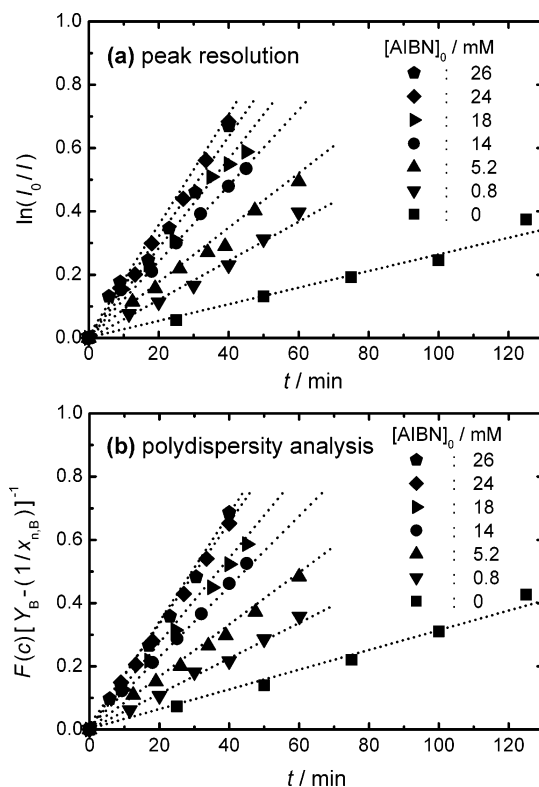 (a) peak resolution
[AIBN]0 / mM
: 26
: 24
: 18
: 14
: 5.2
: 0.8
: 0
ln(I0/I)
1.0
0.8
0.6
0.4
0.2
0.0
0 20 40 60 80 100 120
t / min
(b) polydispersity analysis
[AIBN]0 / mM
: 26
: 24
: 18
: 14
: 5.2
: 0.8
: 0
F(c) [ YB - (1/xn,B) ]-1
1.0
0.8
0.6
0.4
0.2
0.0
0 20 40 60 80 100 120
t / min